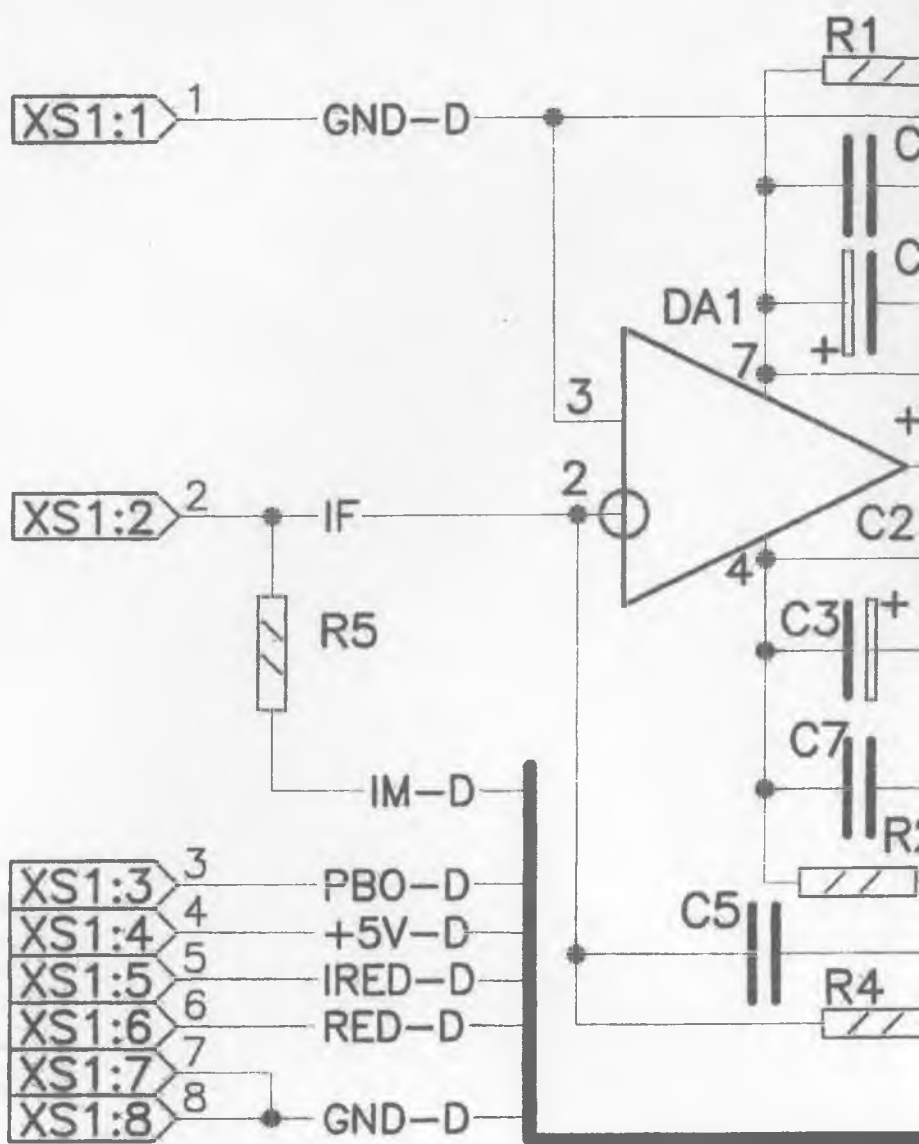 R1
XS1:1 1 GND-D
C
C
DA1
+
7
3
+
2
XS1:2 2 IF
C2
4
C3 +
R5
C7
IM-D
R2
XS1:3 3 PBO-D
C5
XS1:4 4 +5V-D
XS1:5 5 IRED-D
R4
XS1:6 6 RED-D
XS1:7 7
XS1:8 8 GND-D